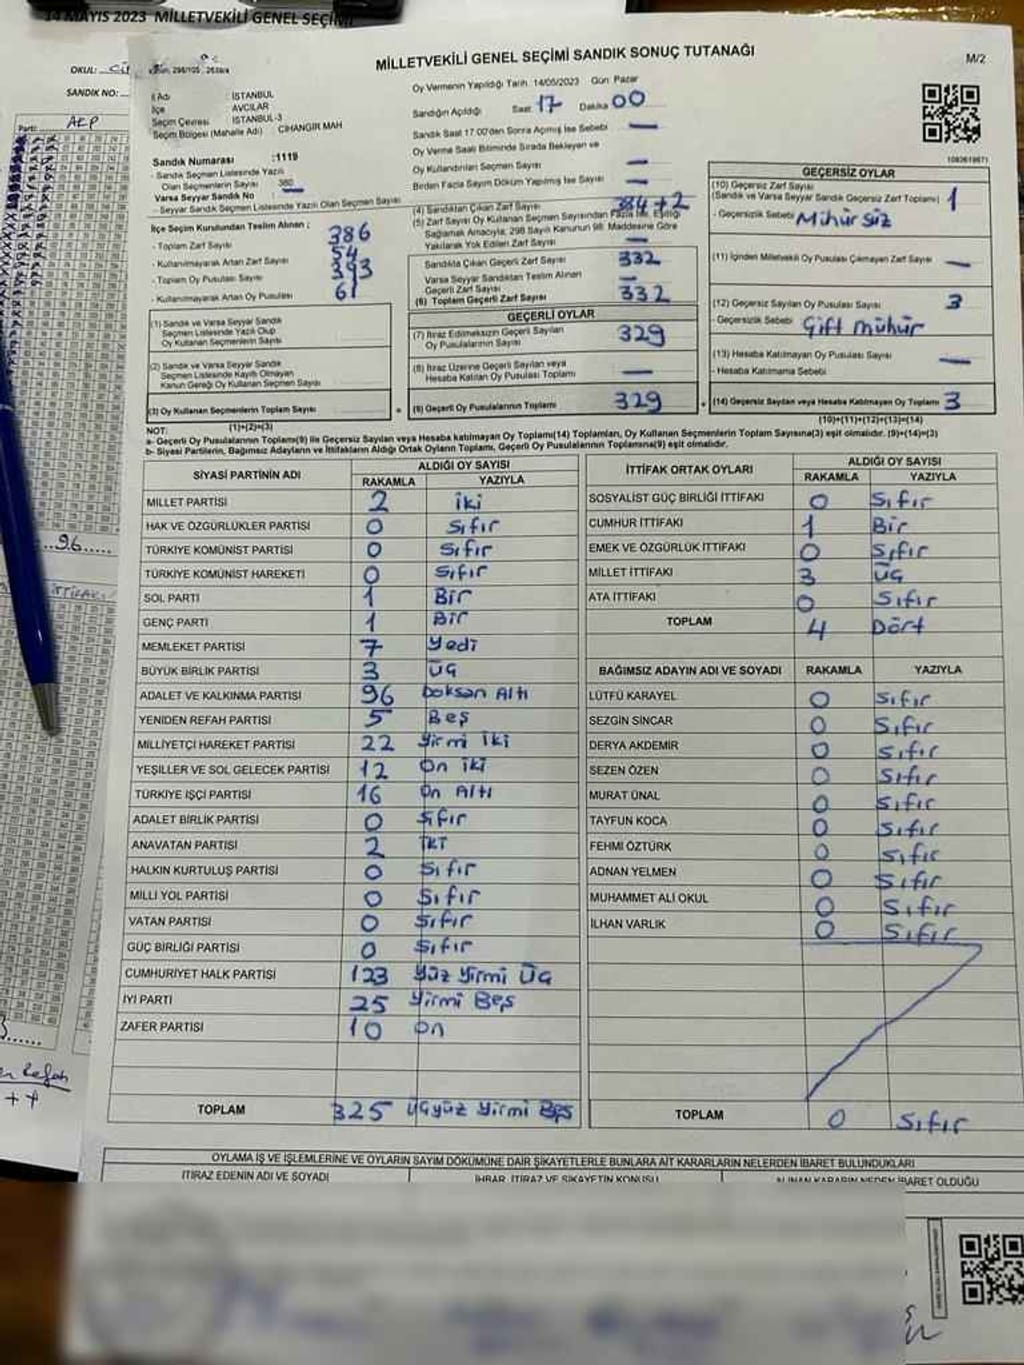 14 MAYIS 2023 MİLLETVEKİLİ GENEL SEÇİM
OKUL:
SANDIK NO:
Parti: AKP
96
İTTİFAKI
MİLLETVEKİLİ GENEL SEÇİMİ SANDIK SONUÇ TUTANAĞI
M/2
İl Adı : İSTANBUL
İlçe AVCILAR
Seçim Çevresi : İSTANBUL-3
Seçim Bölgesi (Mahalle Adı) : CİHANGİR MAH
Sandık Numarası :1119
- Sandık Seçmen Listesinde Yazılı
Olan Seçmenlerin Sayısı : 380
Varsa Seyyar Sandık No : —
- Seyyar Sandık Seçmen Listesinde Yazılı Olan Seçmen Sayısı
İlçe Seçim Kurulundan Teslim Alınan ;
- Toplam Zarf Sayısı : 386
- Kullanılmayarak Artan Zarf Sayısı : 54
- Toplam Oy Pusulası Sayısı : 393
- Kullanılmayarak Artan Oy Pusulası : 61
(1) Sandık ve Varsa Seyyar Sandık
Seçmen Listesinde Yazılı Olup
Oy Kullanan Seçmenlerin Sayısı
(2) Sandık ve Varsa Seyyar Sandık
Seçmen Listesinde Kayıtlı Olmayan
Kanun Gereği Oy Kullanan Seçmen Sayısı
(3) Oy Kullanan Seçmenlerin Toplam Sayısı
(1)+(2)=(3)
Oy Vermenin Yapıldığı Tarih : 14/05/2023 Gün : Pazar
Sandığın Açıldığı Saat 17 Dakika 00
Sandık Saat 17.00'den Sonra Açılmış İse Sebebi —
Oy Verme Saati Bitiminde Sırada Bekleyen ve
Oy Kullandırılan Seçmen Sayısı —
Birden Fazla Sayım Döküm Yapılmış İse Sayısı —
(4) Sandıktan Çıkan Zarf Sayısı 384+2
(5) Zarf Sayısı Oy Kullanan Seçmen Sayısından Fazla ise, Eşitliği
Sağlamak Amacıyla; 298 Sayılı Kanunun 98. Maddesine Göre
Yakılarak Yok Edilen Zarf Sayısı —
Sandıkta Çıkan Geçerli Zarf Sayısı 332
Varsa Seyyar Sandıktan Teslim Alınan
Geçerli Zarf Sayısı —
(6) Toplam Geçerli Zarf Sayısı 332
GEÇERLİ OYLAR
(7) İtiraz Edilmeksizin Geçerli Sayılan
Oy Pusulalarının Sayısı 329
(8) İtiraz Üzerine Geçerli Sayılan veya
Hesaba Katılan Oy Pusulası Toplamı —
(9) Geçerli Oy Pusulalarının Toplamı 329
GEÇERSİZ OYLAR
(10) Geçersiz Zarf Sayısı
(Sandık ve Varsa Seyyar Sandık Geçersiz Zarf Toplamı) 1
- Geçersizlik Sebebi : Mühürsüz
(11) İçinden Milletvekili Oy Pusulası Çıkmayan Zarf Sayısı —
(12) Geçersiz Sayılan Oy Pusulası Sayısı 3
- Geçersizlik Sebebi : Çift mühür
(13) Hesaba Katılmayan Oy Pusulası Sayısı —
- Hesaba Katılmama Sebebi
(14) Geçersiz Sayılan veya Hesaba Katılmayan Oy Toplamı 3
(10)+(11)+(12)+(13)=(14)
NOT:
a- Geçerli Oy Pusulalarının Toplamı(9) ile Geçersiz Sayılan veya Hesaba katılmayan Oy Toplamı(14) Toplamları, Oy Kullanan Seçmenlerin Toplam Sayısına(3) eşit olmalıdır. (9)+(14)=(3)
b- Siyasi Partilerin, Bağımsız Adayların ve İttifakların Aldığı Ortak Oyların Toplamı, Geçerli Oy Pusulalarının Toplamına(9) eşit olmalıdır.
SİYASİ PARTİNİN ADI ALDIĞI OY SAYISI
RAKAMLA YAZIYLA
MİLLET PARTİSİ 2 iki
HAK VE ÖZGÜRLÜKLER PARTİSİ 0 Sıfır
TÜRKİYE KOMÜNİST PARTİSİ 0 Sıfır
TÜRKİYE KOMÜNİST HAREKETİ 0 Sıfır
SOL PARTİ 1 Bir
GENÇ PARTİ 1 Bir
MEMLEKET PARTİSİ 7 Yedi
BÜYÜK BİRLİK PARTİSİ 3 Üç
ADALET VE KALKINMA PARTİSİ 96 Doksan Altı
YENİDEN REFAH PARTİSİ 5 Beş
MİLLİYETÇİ HAREKET PARTİSİ 22 Yirmi iki
YEŞİLLER VE SOL GELECEK PARTİSİ 12 On iki
TÜRKİYE İŞÇİ PARTİSİ 16 On Altı
ADALET BİRLİK PARTİSİ 0 Sıfır
ANAVATAN PARTİSİ 2 İki
HALKIN KURTULUŞ PARTİSİ 0 Sıfır
MİLLİ YOL PARTİSİ 0 Sıfır
VATAN PARTİSİ 0 Sıfır
GÜÇ BİRLİĞİ PARTİSİ 0 Sıfır
CUMHURİYET HALK PARTİSİ 123 Yüz Yirmi Üç
İYİ PARTİ 25 Yirmi Beş
ZAFER PARTİSİ 10 On
TOPLAM 325 Üçyüz Yirmi Beş
İTTİFAK ORTAK OYLARI ALDIĞI OY SAYISI
RAKAMLA YAZIYLA
SOSYALİST GÜÇ BİRLİĞİ İTTİFAKI 0 Sıfır
CUMHUR İTTİFAKI 1 Bir
EMEK VE ÖZGÜRLÜK İTTİFAKI 0 Sıfır
MİLLET İTTİFAKI 3 Üç
ATA İTTİFAKI 0 Sıfır
TOPLAM 4 Dört
BAĞIMSIZ ADAYIN ADI VE SOYADI RAKAMLA YAZIYLA
LÜTFÜ KARAYEL 0 Sıfır
SEZGİN SİNCAR 0 Sıfır
DERYA AKDEMİR 0 Sıfır
SEZEN ÖZEN 0 Sıfır
MURAT ÜNAL 0 Sıfır
TAYFUN KOCA 0 Sıfır
FEHMİ ÖZTÜRK 0 Sıfır
ADNAN YELMEN 0 Sıfır
MUHAMMET ALİ OKUL 0 Sıfır
İLHAN VARLIK 0 Sıfır
TOPLAM 0 Sıfır
OYLAMA İŞ VE İŞLEMLERİNE VE OYLARIN SAYIM DÖKÜMÜNE DAİR ŞİKAYETLERLE BUNLARA AİT KARARLARIN NELERDEN İBARET BULUNDUKLARI
İTİRAZ EDENİN ADI VE SOYADI İHBAR, İTİRAZ VE ŞİKAYETİN KONUSU ALINAN KARARIN NEDEN İBARET OLDUĞU